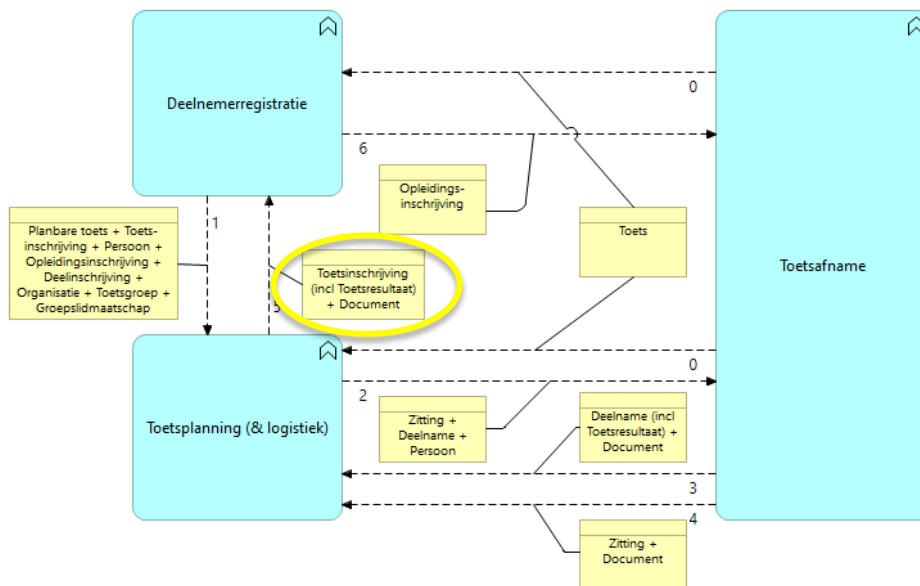 Deelnemerregistratie
0
6
Opleidings-
inschrijving
1
Planbare toets + Toets-
inschrijving + Persoon +
Opleidingsinschrijving +
Deelinschrijving +
Organisatie + Toetsgroep +
Groepslidmaatschap
Toetsinschrijving
(incl Toetsresultaat)
+ Document
5
Toets
Toetsafname
Toetsplanning (& logistiek)
0
2
Zitting +
Deelname +
Persoon
Deelname (incl
Toetsresultaat) +
Document
3
4
Zitting +
Document